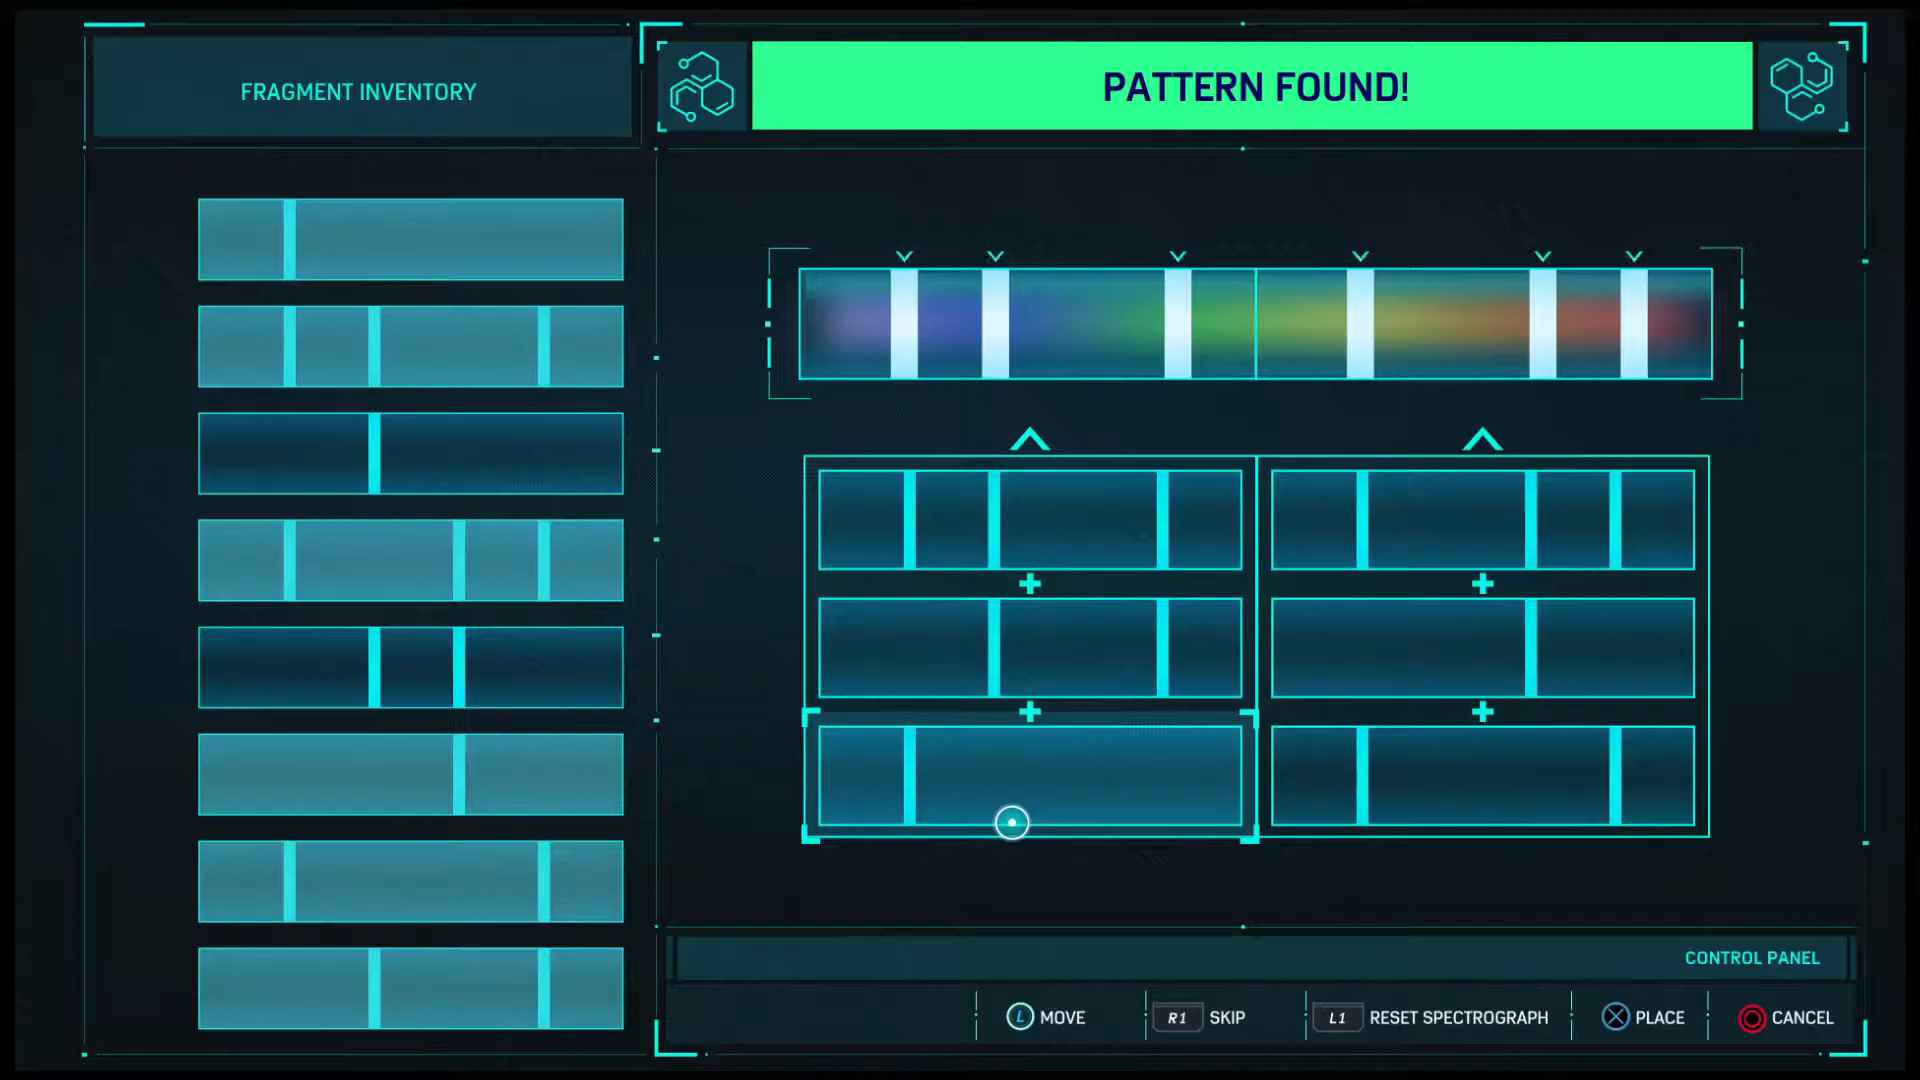 FRAGMENT INVENTORY
PATTERN FOUND!
CONTROL PANEL
L MOVE
R1 SKIP
L1 RESET SPECTROGRAPH
PLACE
CANCEL